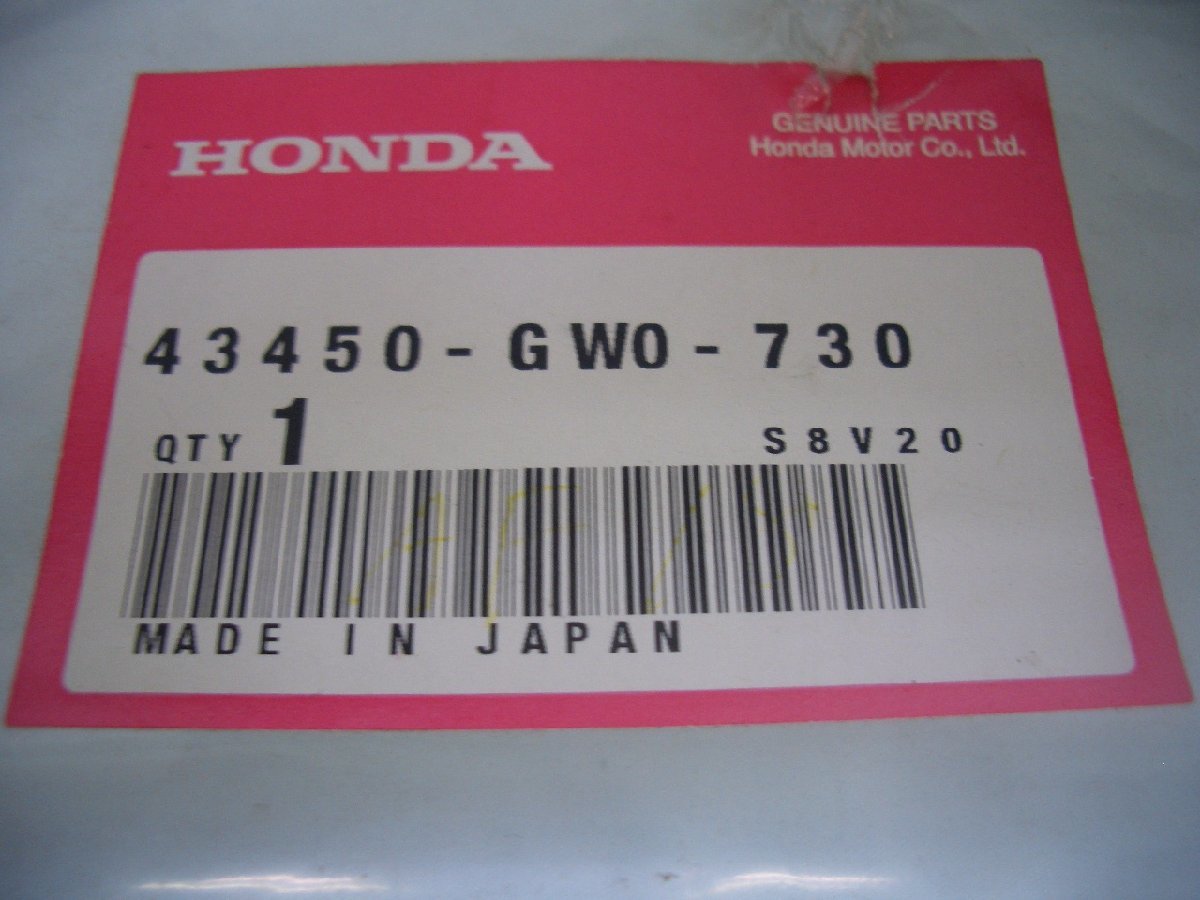 HONDA
GENUINE PARTS
Honda Motor Co., Ltd.
43450-GW0-730
QTY 1
S8V20
MADE IN JAPAN